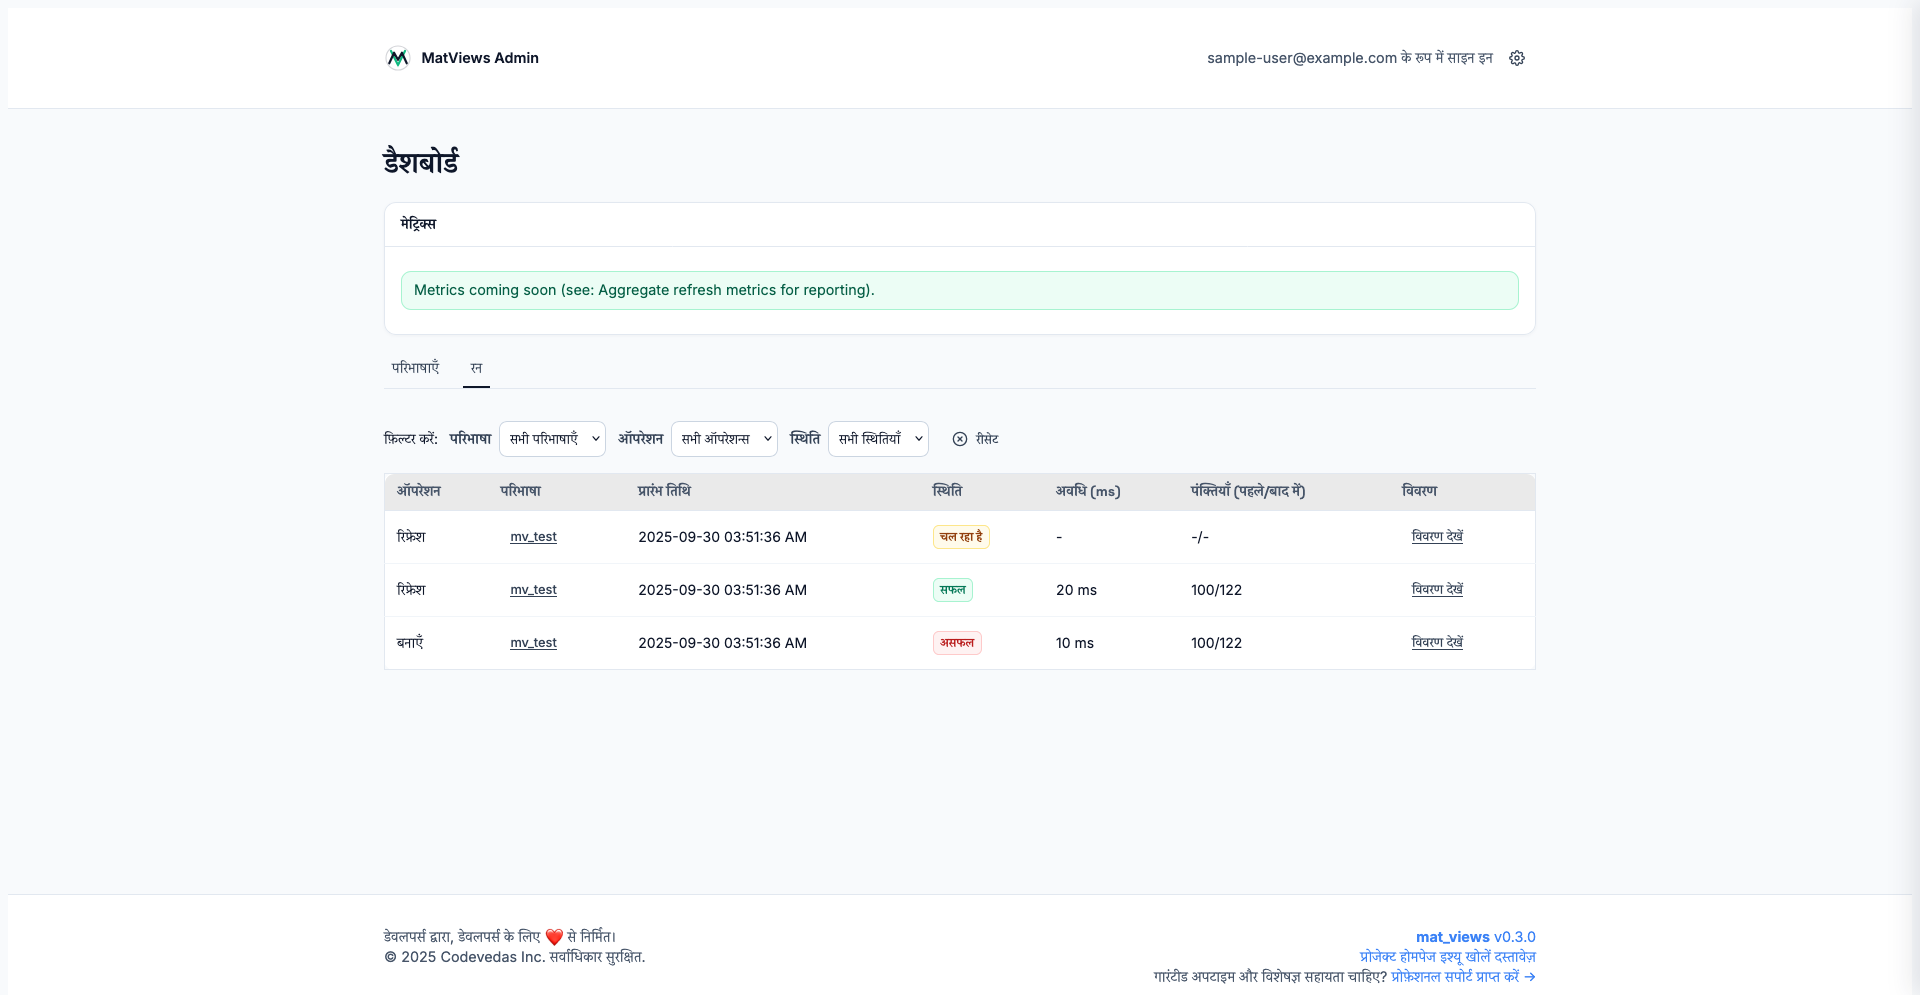 MatViews Admin
sample-user@example.com के रूप में साइन इन
डैशबोर्ड
मेट्रिक्स
Metrics coming soon (see: Aggregate refresh metrics for reporting).
परिभाषाएँ रन
फ़िल्टर करें: परिभाषा सभी परिभाषाएँ ऑपरेशन सभी ऑपरेशन्स स्थिति सभी स्थितियाँ रीसेट
ऑपरेशन परिभाषा प्रारंभ तिथि स्थिति अवधि (ms) पंक्तियाँ (पहले/बाद में) विवरण
रिफ्रेश mv_test 2025-09-30 03:51:36 AM चल रहा है - -/- विवरण देखें
रिफ्रेश mv_test 2025-09-30 03:51:36 AM सफल 20 ms 100/122 विवरण देखें
बनाएँ mv_test 2025-09-30 03:51:36 AM असफल 10 ms 100/122 विवरण देखें
डेवलपर्स द्वारा, डेवलपर्स के लिए ❤️ से निर्मित।
© 2025 Codevedas Inc. सर्वाधिकार सुरक्षित.
mat_views v0.3.0
प्रोजेक्ट होमपेज इश्यू खोलें दस्तावेज़
गारंटीड अपटाइम और विशेषज्ञ सहायता चाहिए? प्रोफ़ेशनल सपोर्ट प्राप्त करें →